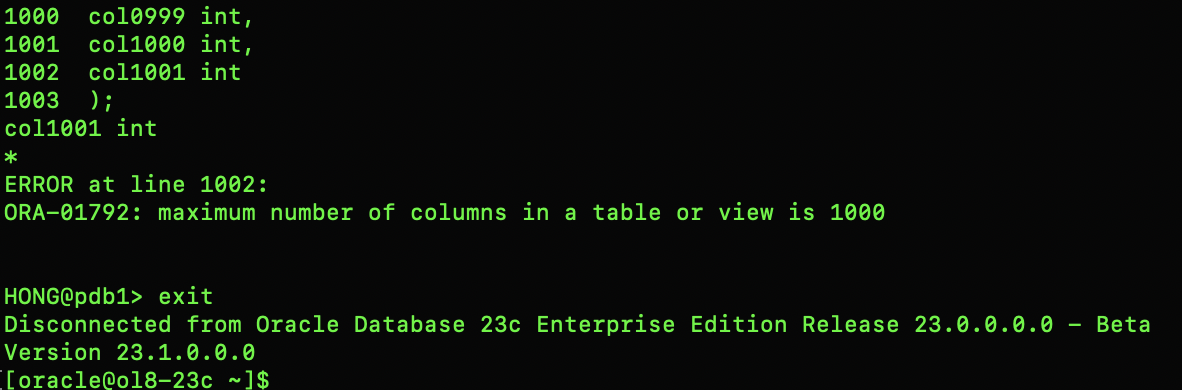 1000  col0999 int,
1001  col1000 int,
1002  col1001 int
1003  );
col1001 int
*
ERROR at line 1002:
ORA-01792: maximum number of columns in a table or view is 1000
HONG@pdb1> exit
Disconnected from Oracle Database 23c Enterprise Edition Release 23.0.0.0.0 – Beta
Version 23.1.0.0.0
[[oracle@ol8-23c ~]$